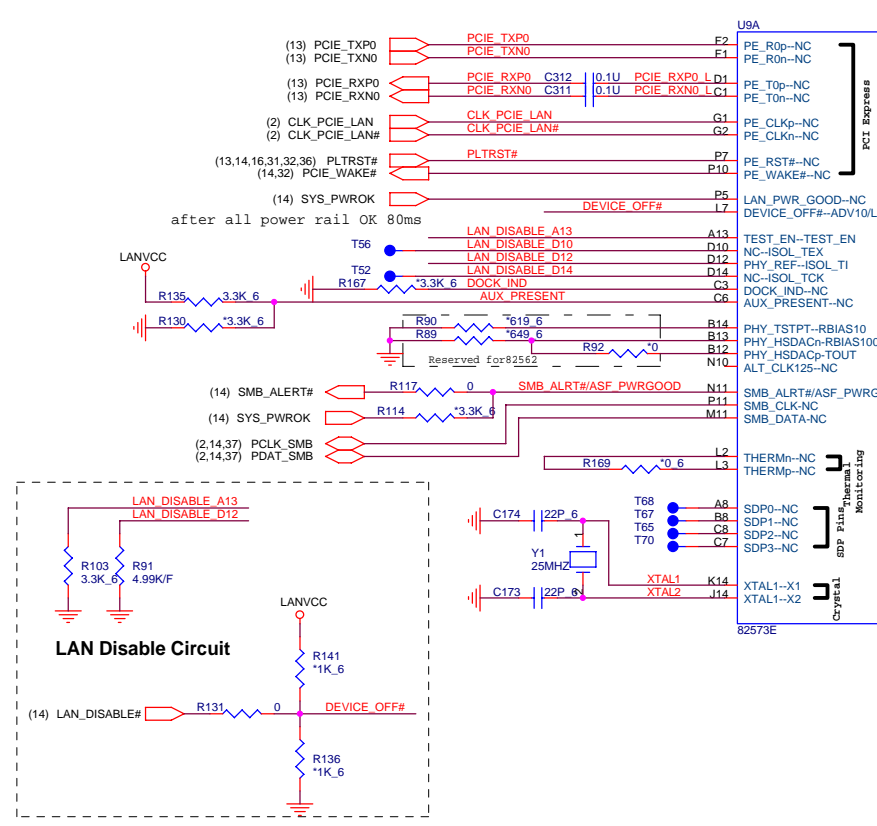 U9A
(13) PCIE_TXP0 PCIE_TXP0 F2 PE_R0p--NC
(13) PCIE_TXN0 PCIE_TXN0 F1 PE_R0n--NC
(13) PCIE_RXP0 PCIE_RXP0 C312 0.1U PCIE_RXP0_L D1 PE_T0p--NC
(13) PCIE_RXN0 PCIE_RXN0 C311 0.1U PCIE_RXN0_L C1 PE_T0n--NC
PCI Express
(2) CLK_PCIE_LAN CLK_PCIE_LAN G1 PE_CLKp--NC
(2) CLK_PCIE_LAN# CLK_PCIE_LAN# G2 PE_CLKn--NC
(13,14,16,31,32,36) PLTRST# PLTRST# P7 PE_RST#--NC
(14,32) PCIE_WAKE# P10 PE_WAKE#--NC
(14) SYS_PWROK P5 LAN_PWR_GOOD--NC
DEVICE_OFF# L7 DEVICE_OFF#--ADV10/L
after all power rail OK 80ms
LAN_DISABLE_A13 A13 TEST_EN--TEST_EN
T56 LAN_DISABLE_D10 D10 NC--ISOL_TEX
LAN_DISABLE_D12 D12 PHY_REF--ISOL_TI
T52 LAN_DISABLE_D14 D14 NC--ISOL_TCK
LANVCC
R167 *3.3K_6 DOCK_IND C3 DOCK_IND--NC
R135 3.3K_6 AUX_PRESENT C6 AUX_PRESENT--NC
R130 *3.3K_6
R90 *619_6 B14 PHY_TSTPT--RBIAS10
R89 *649_6 B13 PHY_HSDACn-RBIAS100
R92 *0 B12 PHY_HSDACp-TOUT
Reserved for82562
N10 ALT_CLK125--NC
(14) SMB_ALERT# R117 0 SMB_ALRT#/ASF_PWRGOOD N11 SMB_ALRT#/ASF_PWRG
P11 SMB_CLK-NC
(14) SYS_PWROK R114 *3.3K_6 M11 SMB_DATA-NC
(2,14,37) PCLK_SMB
(2,14,37) PDAT_SMB
L2 THERMn--NC
R169 *0_6 L3 THERMp--NC
Thermal
Monitoring
T68 A8 SDP0--NC
T67 B8 SDP1--NC
T65 C8 SDP2--NC
T70 C7 SDP3--NC
SDP Pins
C174 22P_6
1
Y1
25MHZ
2
C173 22P_6
XTAL1 K14 XTAL1--X1
XTAL2 J14 XTAL1--X2
Crystal
82573E
LAN_DISABLE_A13
LAN_DISABLE_D12
R103
3.3K_6
R91
4.99K/F
LAN Disable Circuit
LANVCC
R141
*1K_6
(14) LAN_DISABLE# R131 0 DEVICE_OFF#
R136
*1K_6